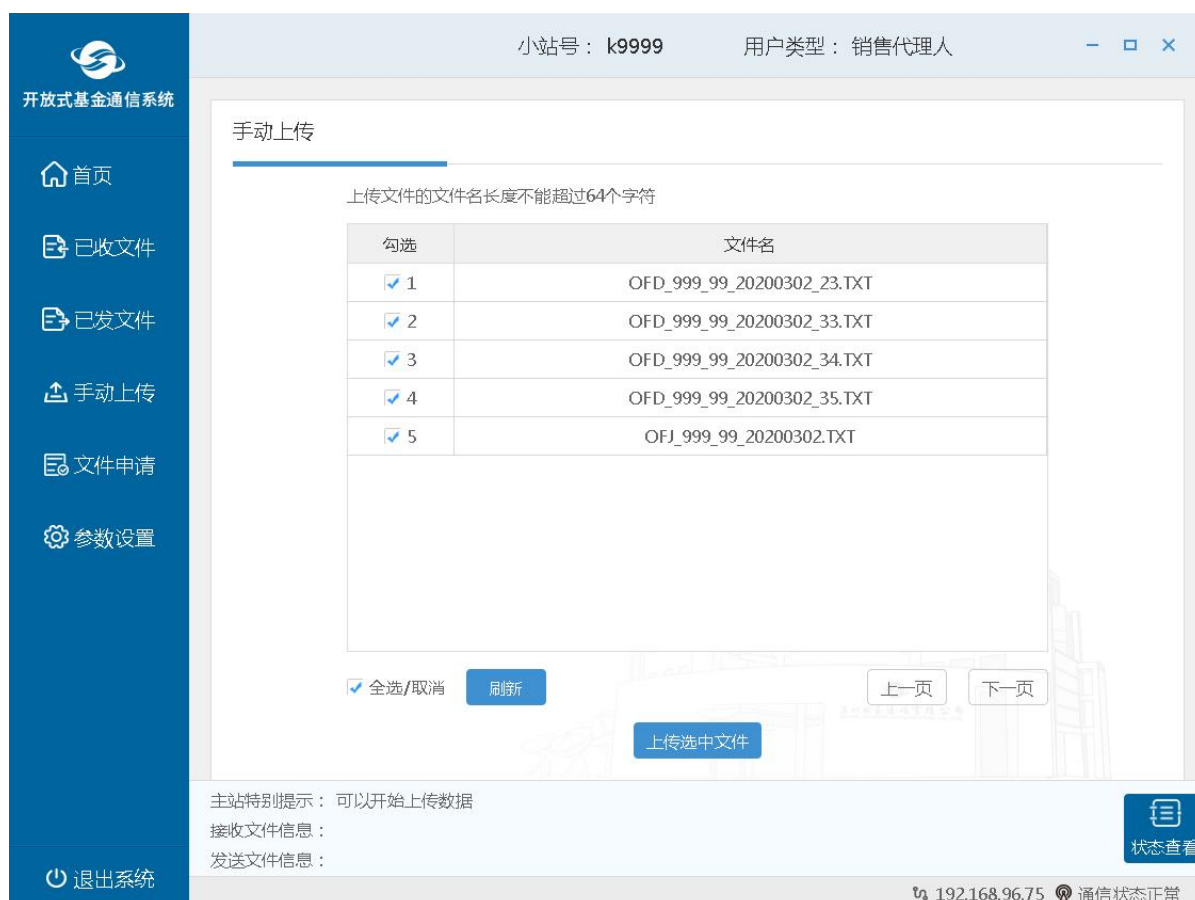 小站号： k9999 用户类型： 销售代理人
开放式基金通信系统
首页
已收文件
已发文件
手动上传
文件申请
参数设置
退出系统
手动上传
上传文件的文件名长度不能超过64个字符
勾选 文件名
1 OFD_999_99_20200302_23.TXT
2 OFD_999_99_20200302_33.TXT
3 OFD_999_99_20200302_34.TXT
4 OFD_999_99_20200302_35.TXT
5 OFJ_999_99_20200302.TXT
全选/取消 刷新 上一页 下一页
上传选中文件
主站特别提示： 可以开始上传数据
接收文件信息：
发送文件信息：
状态查看
192.168.96.75 通信状态正常